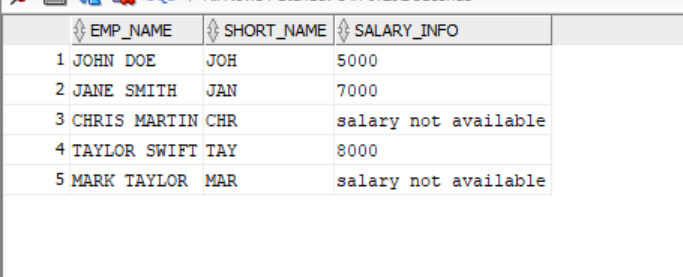 EMP_NAME SHORT_NAME SALARY_INFO
1 JOHN DOE JOH 5000
2 JANE SMITH JAN 7000
3 CHRIS MARTIN CHR salary not available
4 TAYLOR SWIFT TAY 8000
5 MARK TAYLOR MAR salary not available